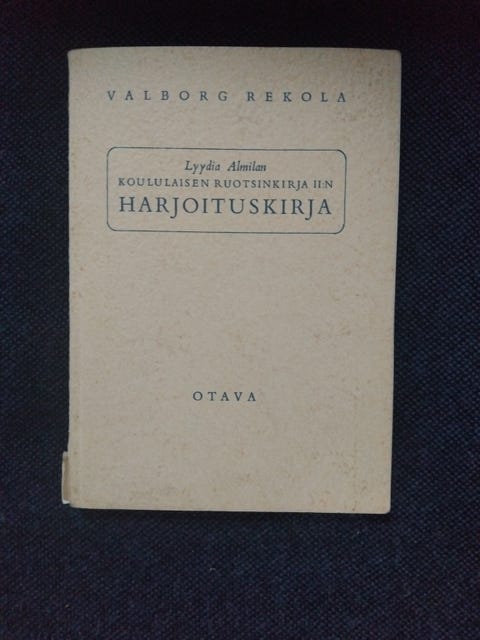 VALBORG REKOLA
Lyydia Almilan
KOULULAISEN RUOTSINKIRJA II:N
HARJOITUSKIRJA
OTAVA